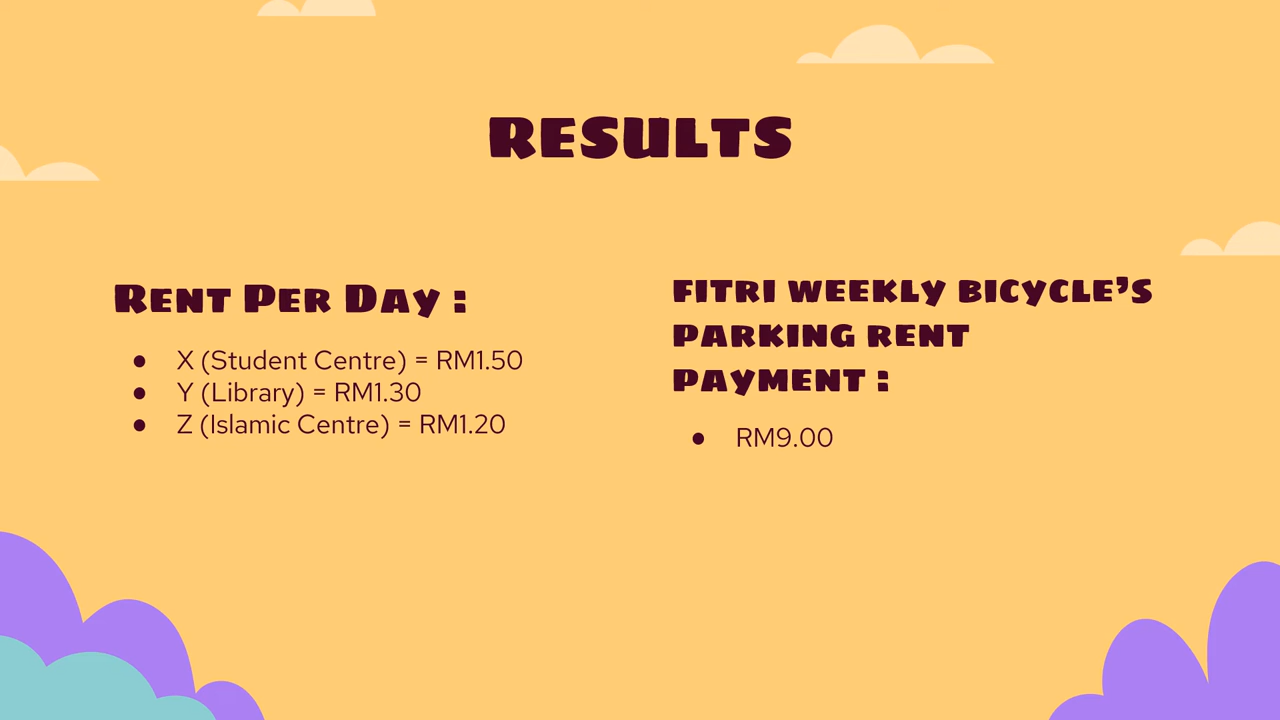 RESULTS
Rent Per Day :
● X (Student Centre) = RM1.50
● Y (Library) = RM1.30
● Z (Islamic Centre) = RM1.20
FITRI WEEKLY BICYCLE’S
PARKING RENT
PAYMENT :
● RM9.00